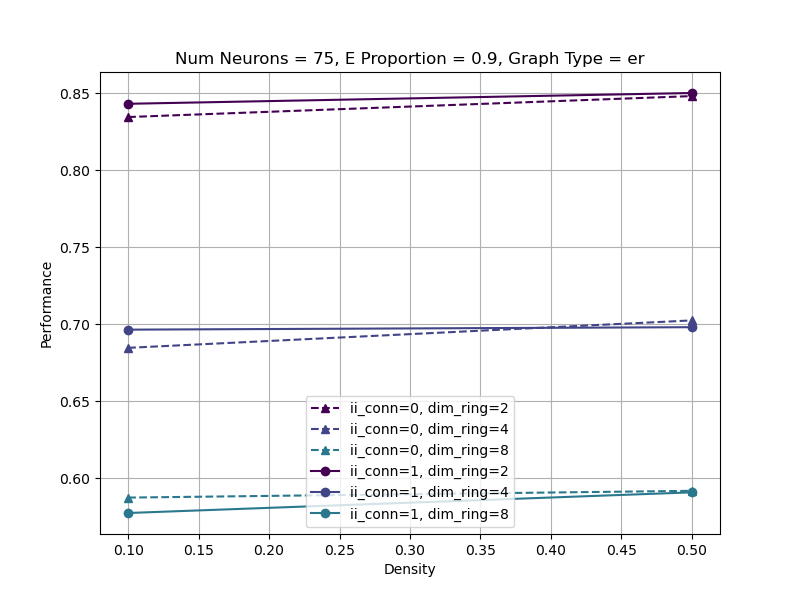 Num Neurons = 75, E Proportion = 0.9, Graph Type = er
0.85
0.80
0.75
0.70
0.65
0.60
Performance
ii_conn=0, dim_ring=2
ii_conn=0, dim_ring=4
ii_conn=0, dim_ring=8
ii_conn=1, dim_ring=2
ii_conn=1, dim_ring=4
ii_conn=1, dim_ring=8
0.10 0.15 0.20 0.25 0.30 0.35 0.40 0.45 0.50
Density